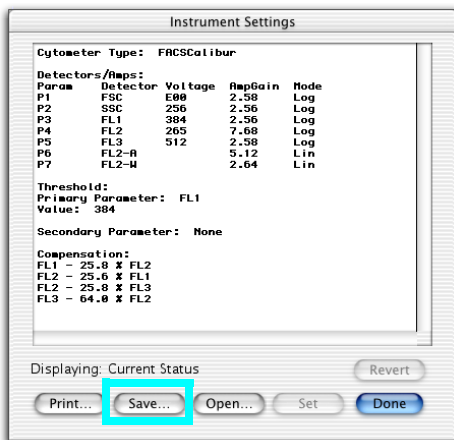 Instrument Settings
Cytometer Type: FACSCalibur
Detectors/Amps:
Param Detector Voltage AmpGain Mode
P1 FSC E00 2.58 Log
P2 SSC 256 2.56 Log
P3 FL1 384 2.56 Log
P4 FL2 265 7.68 Log
P5 FL3 512 2.58 Log
P6 FL2-A 5.12 Lin
P7 FL2-W 2.64 Lin
Threshold:
Primary Parameter: FL1
Value: 384
Secondary Parameter: None
Compensation:
FL1 - 25.8 % FL2
FL2 - 25.6 % FL1
FL2 - 25.8 % FL3
FL3 - 64.0 % FL2
Displaying: Current Status
Revert
Print... Save... Open... Set Done